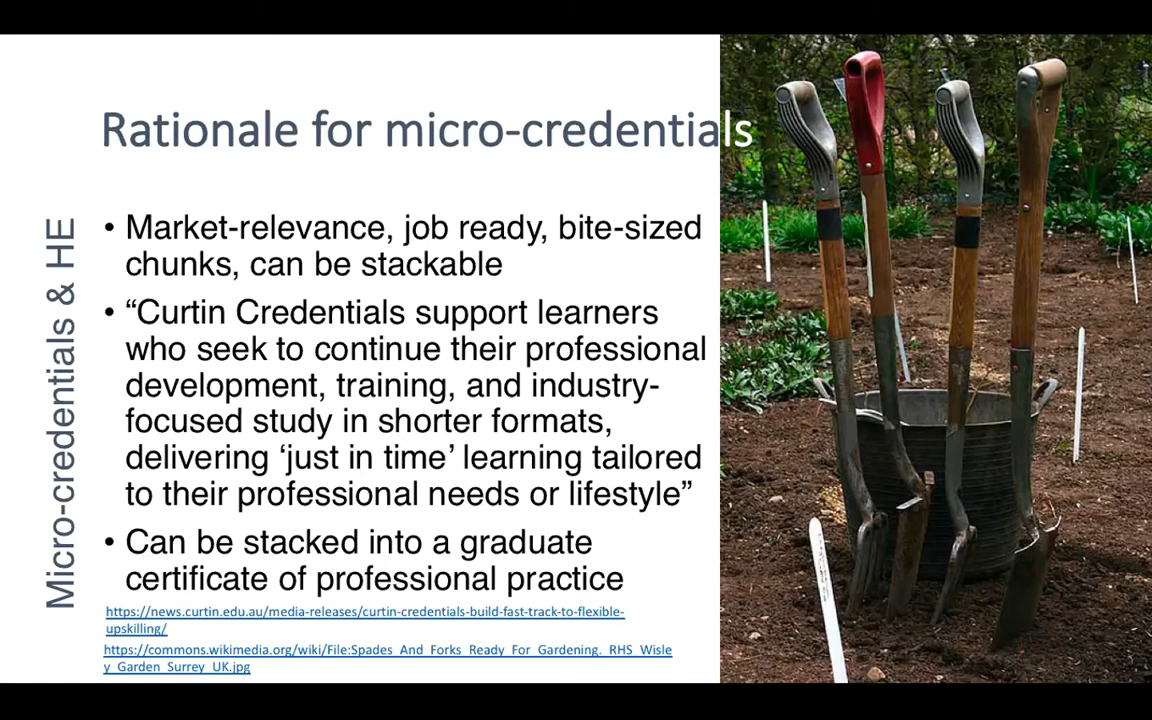 Rationale for micro-credentials
Micro-credentials & HE
• Market-relevance, job ready, bite-sized
chunks, can be stackable
• “Curtin Credentials support learners
who seek to continue their professional
development, training, and industry-
focused study in shorter formats,
delivering ‘just in time’ learning tailored
to their professional needs or lifestyle”
• Can be stacked into a graduate
certificate of professional practice
https://news.curtin.edu.au/media-releases/curtin-credentials-build-fast-track-to-flexible-
upskilling/
https://commons.wikimedia.org/wiki/File:Spades_And_Forks_Ready_For_Gardening._RHS_Wisle
y_Garden_Surrey_UK.jpg